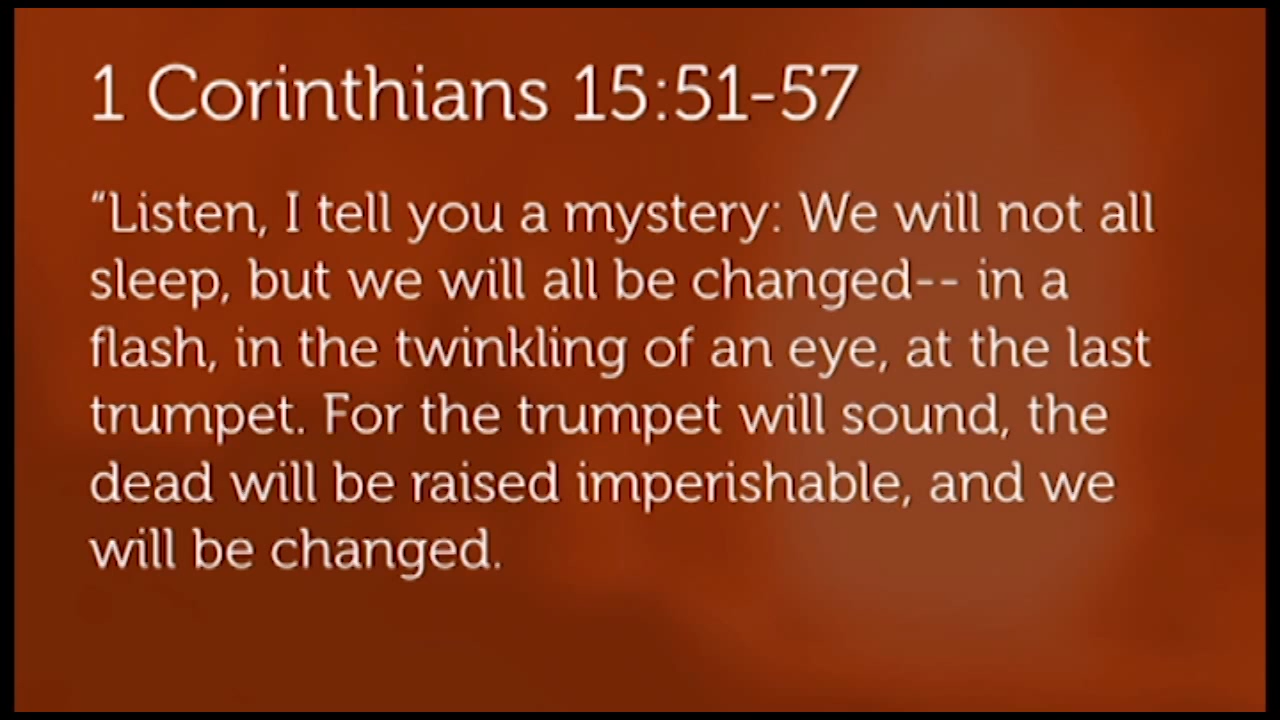 1 Corinthians 15:51-57
“Listen, I tell you a mystery: We will not all
sleep, but we will all be changed-- in a
flash, in the twinkling of an eye, at the last
trumpet. For the trumpet will sound, the
dead will be raised imperishable, and we
will be changed.